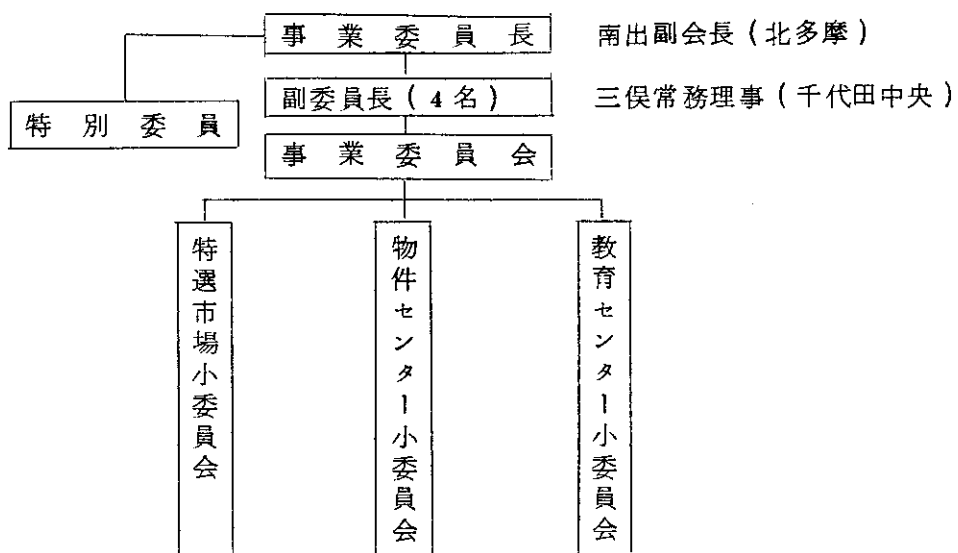 事業委員長 南出副会長(北多摩)
副委員長(4名) 三俣常務理事(千代田中央)
特別委員
事業委員会
特選市場小委員会
物件センター小委員会
教育センター小委員会